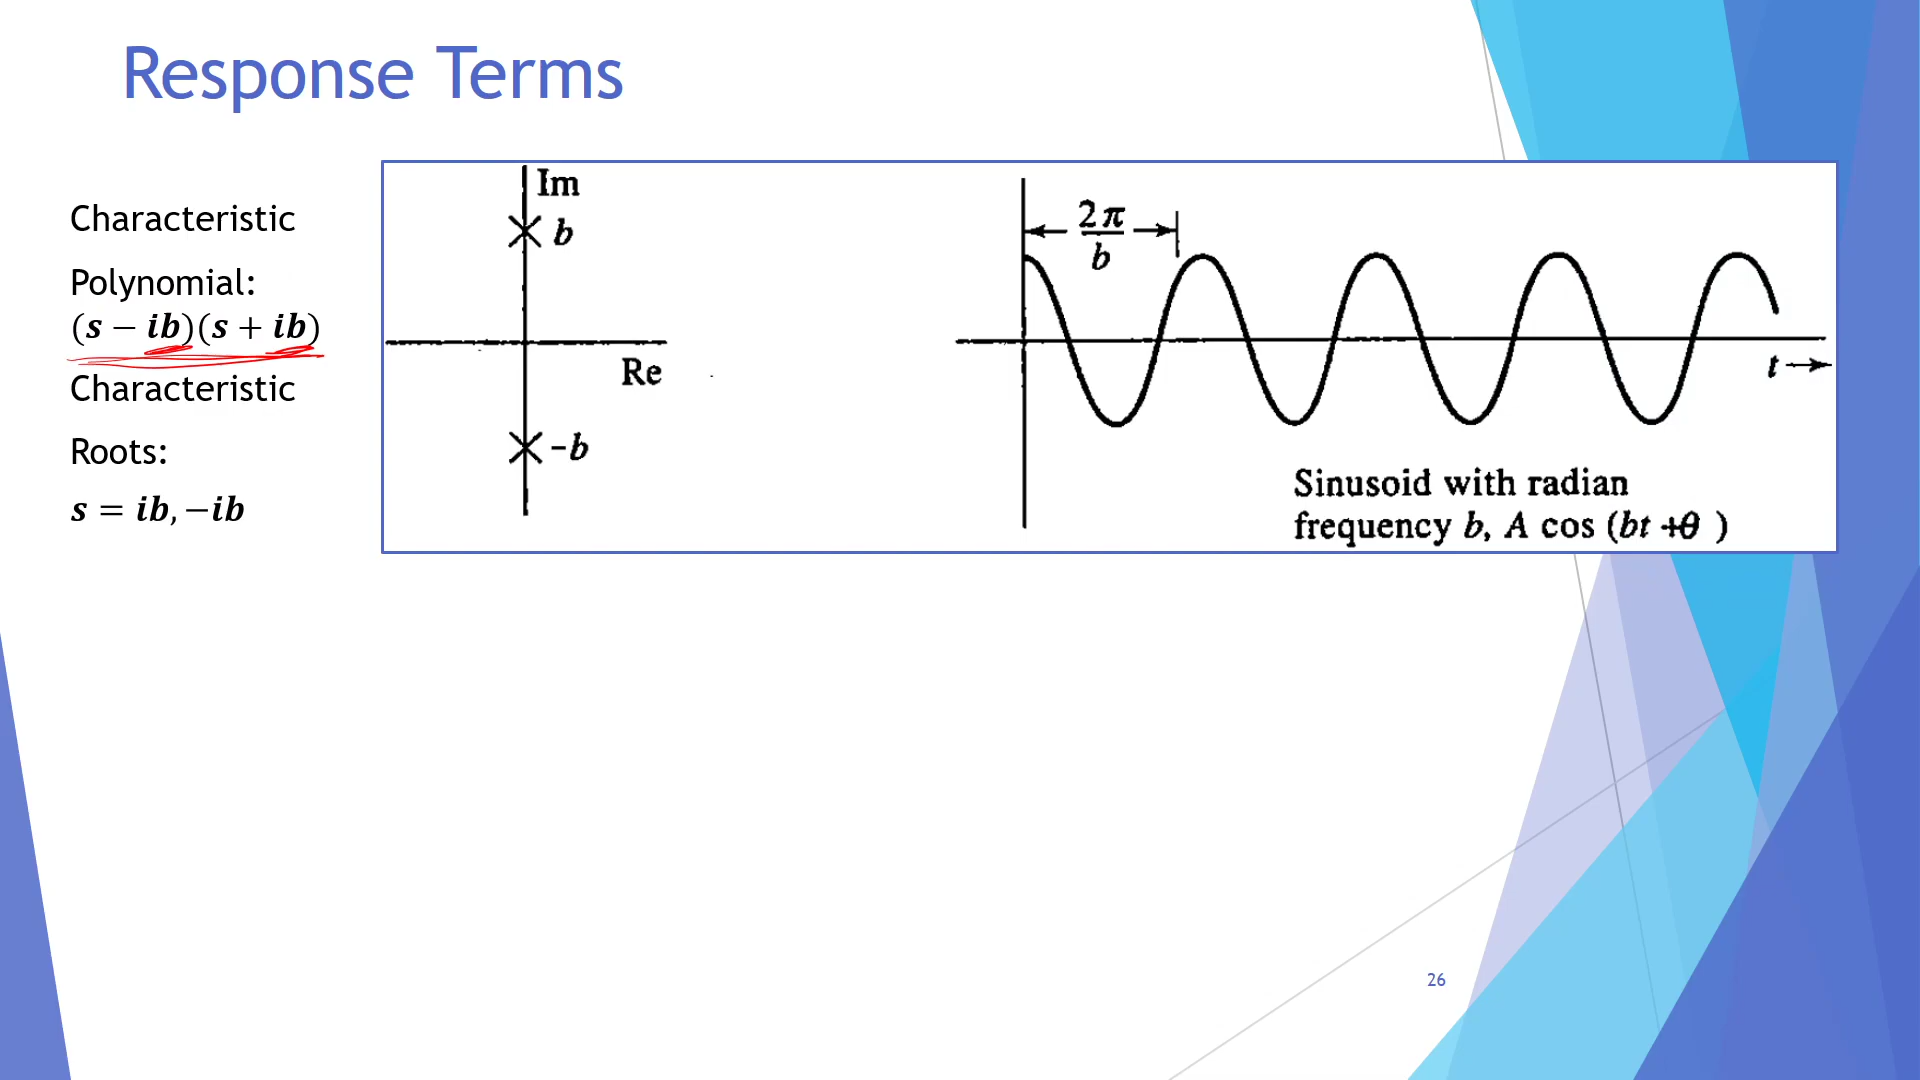 Response Terms
Characteristic
Polynomial:
(s − ib)(s + ib)
Characteristic
Roots:
s = ib, −ib
Im
b
Re
−b
2π
b
t
Sinusoid with radian
frequency b, A cos (bt +θ )
26